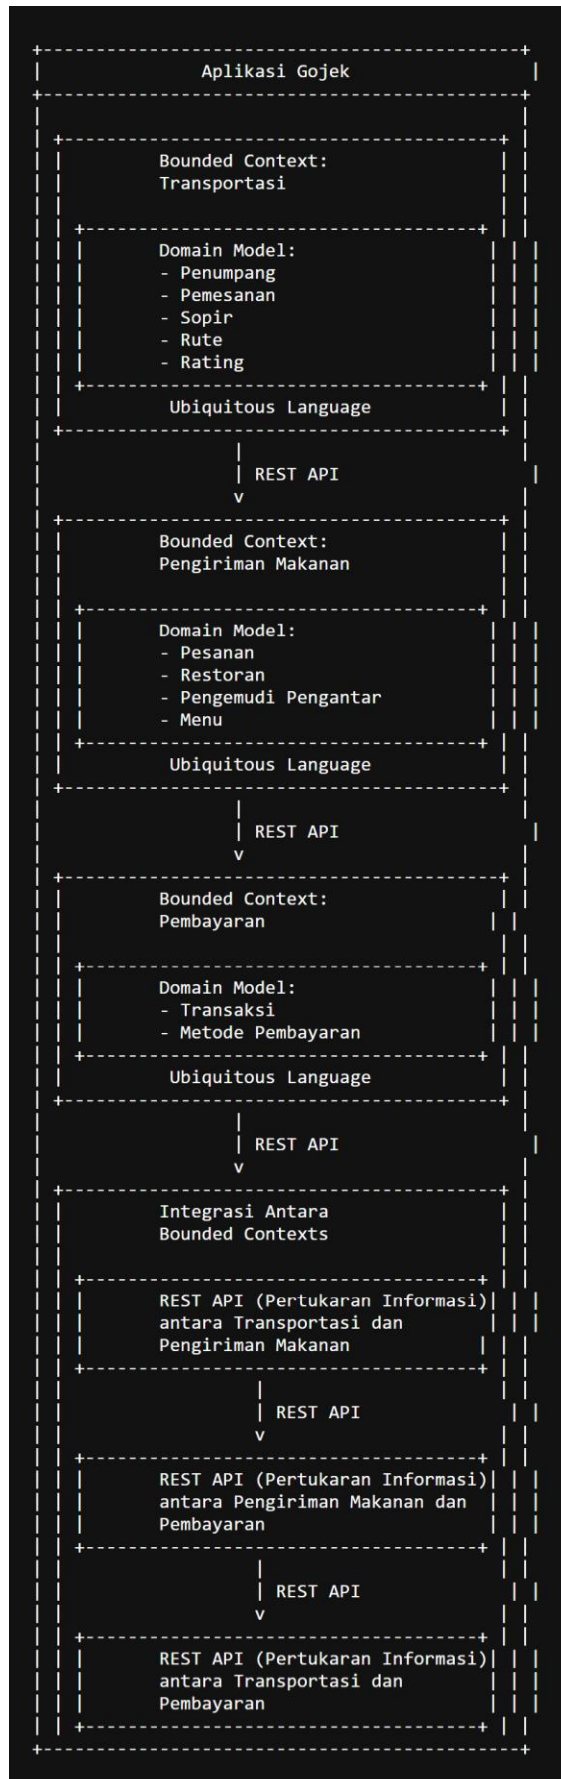 Aplikasi Gojek
Bounded Context:
Transportasi
Domain Model:
- Penumpang
- Pemesanan
- Sopir
- Rute
- Rating
Ubiquitous Language
REST API
v
Bounded Context:
Pengiriman Makanan
Domain Model:
- Pesanan
- Restoran
- Pengemudi Pengantar
- Menu
Ubiquitous Language
REST API
v
Bounded Context:
Pembayaran
Domain Model:
- Transaksi
- Metode Pembayaran
Ubiquitous Language
REST API
v
Integrasi Antara
Bounded Contexts
REST API (Pertukaran Informasi)
antara Transportasi dan
Pengiriman Makanan
REST API
v
REST API (Pertukaran Informasi)
antara Pengiriman Makanan dan
Pembayaran
REST API
v
REST API (Pertukaran Informasi)
antara Transportasi dan
Pembayaran